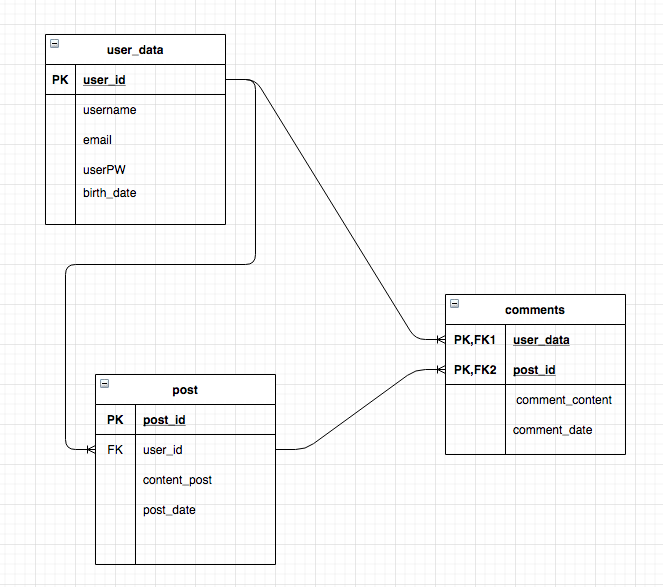 user_data
PK user_id
username
email
userPW
birth_date
comments
PK,FK1 user_data
PK,FK2 post_id
comment_content
comment_date
post
PK post_id
FK user_id
content_post
post_date